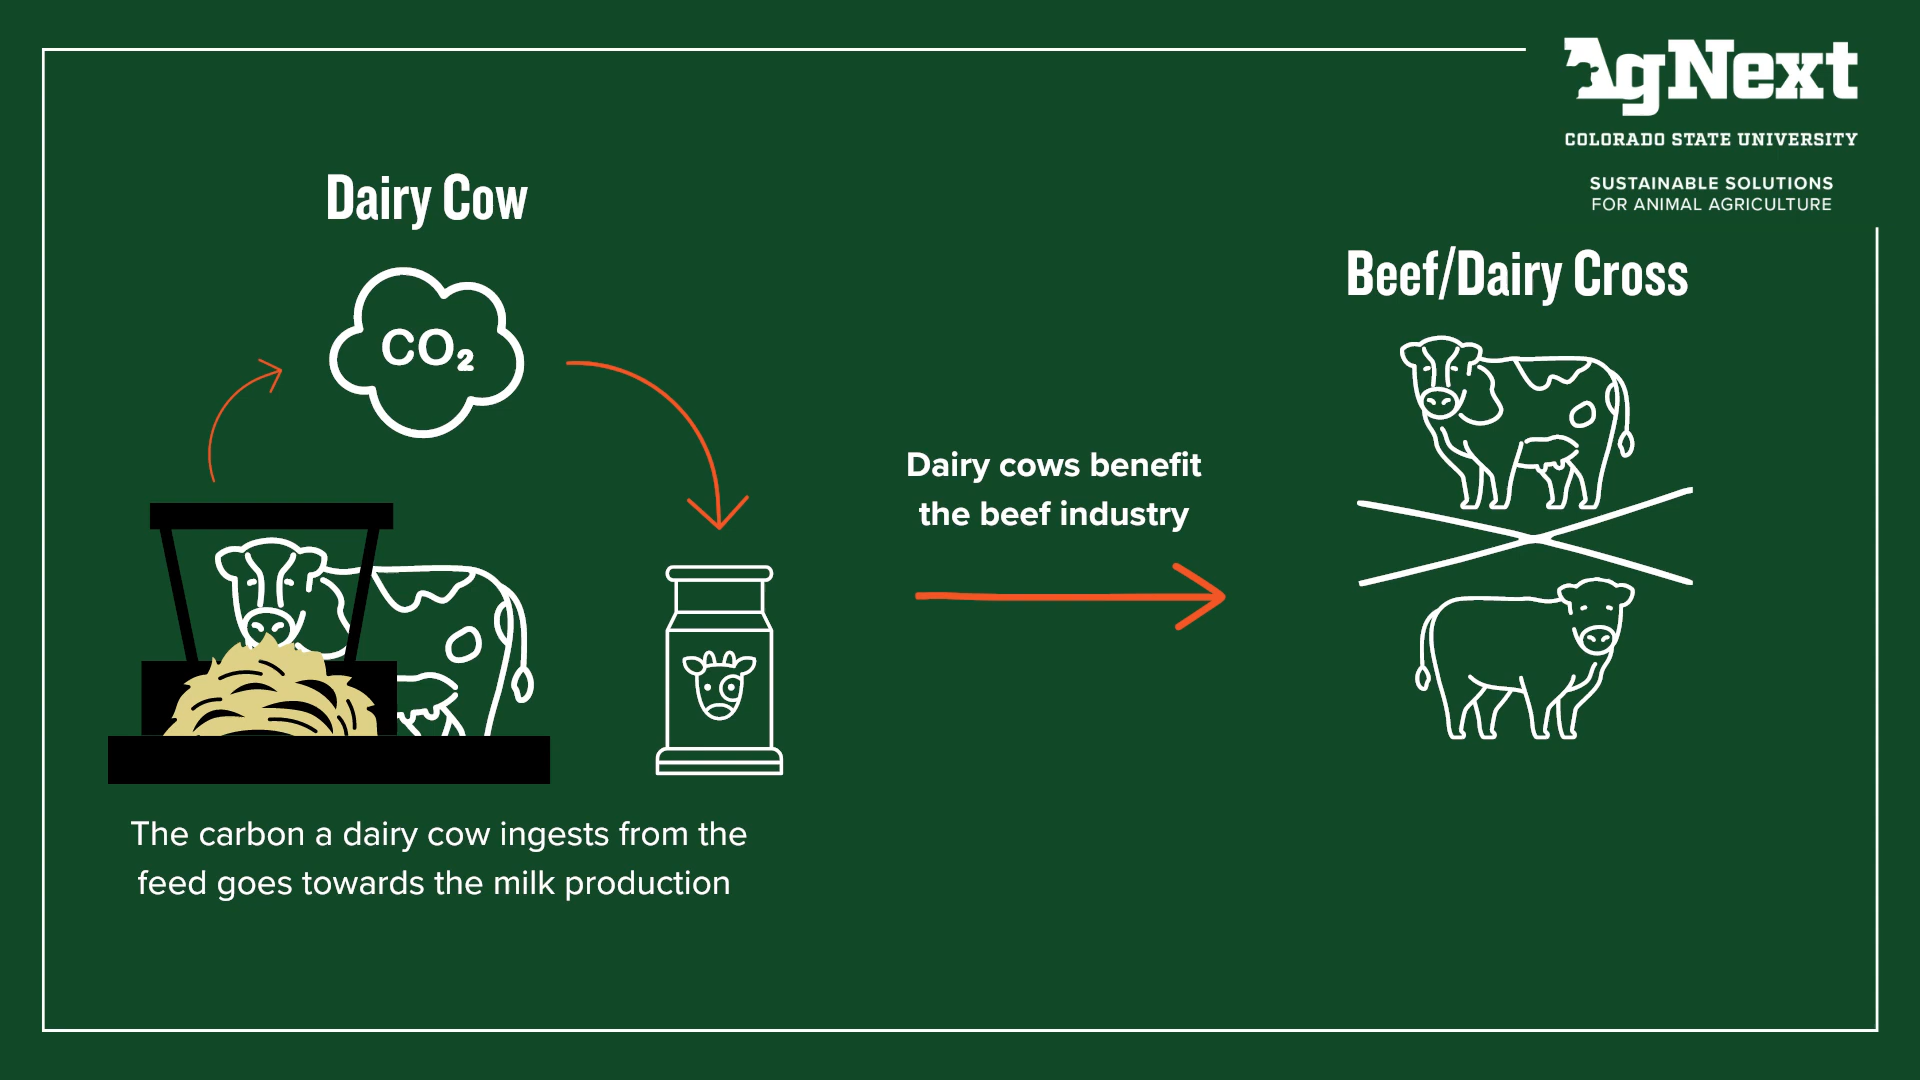 AgNext
COLORADO STATE UNIVERSITY
SUSTAINABLE SOLUTIONS
FOR ANIMAL AGRICULTURE
Dairy Cow
CO₂
The carbon a dairy cow ingests from the
feed goes towards the milk production
Dairy cows benefit
the beef industry
Beef/Dairy Cross